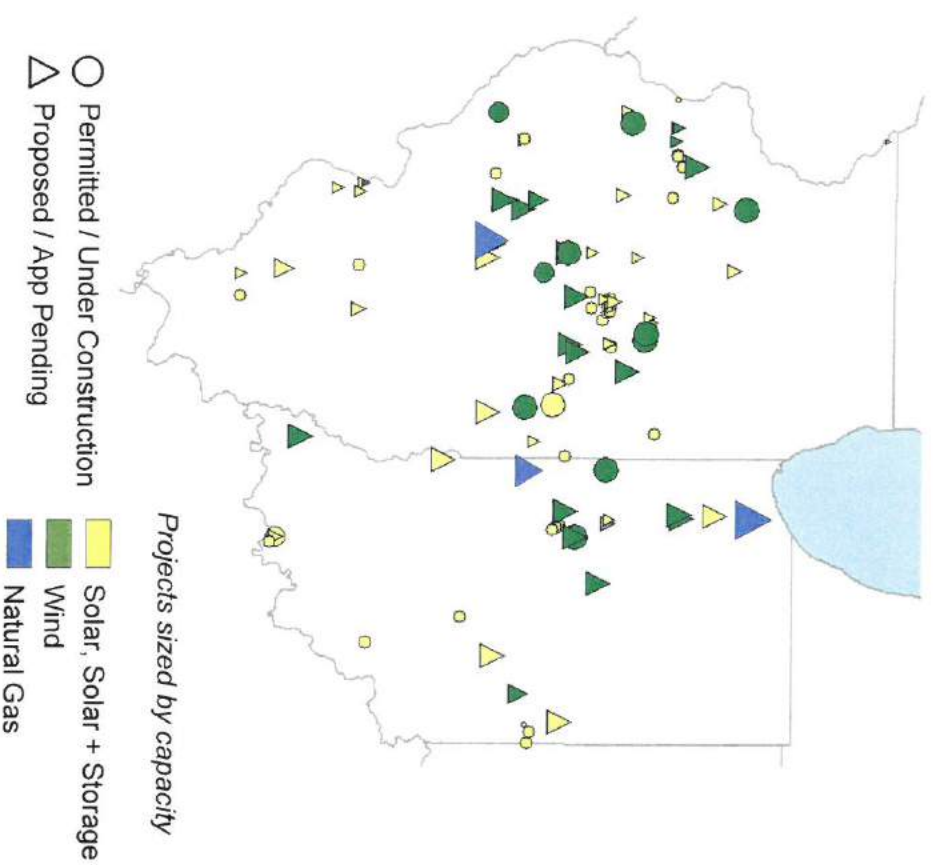 Projects sized by capacity
Permitted / Under Construction
Proposed / App Pending
Solar, Solar + Storage
Wind
Natural Gas